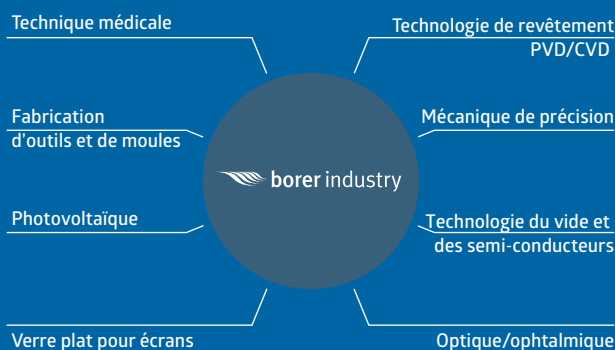 Technique médicale
Fabrication
d'outils et de moules
Photovoltaïque
Verre plat pour écrans
borer industry
Technologie de revêtement
PVD/CVD
Mécanique de précision
Technologie du vide et
des semi-conducteurs
Optique/ophtalmique